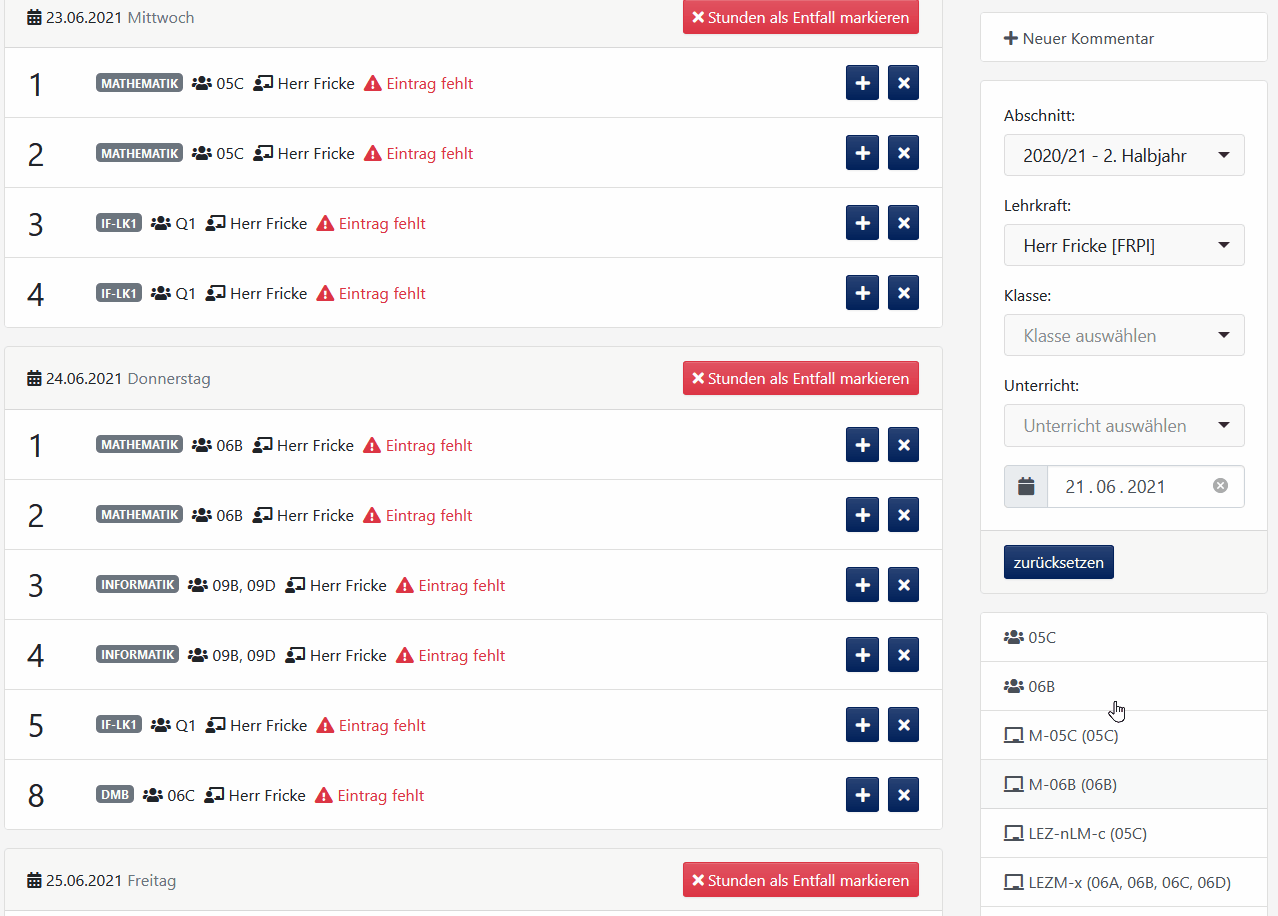 23.06.2021 Mittwoch
Stunden als Entfall markieren
1 MATHEMATIK 05C Herr Fricke Eintrag fehlt
2 MATHEMATIK 05C Herr Fricke Eintrag fehlt
3 IF-LK1 Q1 Herr Fricke Eintrag fehlt
4 IF-LK1 Q1 Herr Fricke Eintrag fehlt
24.06.2021 Donnerstag
Stunden als Entfall markieren
1 MATHEMATIK 06B Herr Fricke Eintrag fehlt
2 MATHEMATIK 06B Herr Fricke Eintrag fehlt
3 INFORMATIK 09B, 09D Herr Fricke Eintrag fehlt
4 INFORMATIK 09B, 09D Herr Fricke Eintrag fehlt
5 IF-LK1 Q1 Herr Fricke Eintrag fehlt
8 DMB 06C Herr Fricke Eintrag fehlt
25.06.2021 Freitag
Stunden als Entfall markieren
Neuer Kommentar
Abschnitt:
2020/21 - 2. Halbjahr
Lehrkraft:
Herr Fricke [FRPI]
Klasse:
Klasse auswählen
Unterricht:
Unterricht auswählen
21.06.2021
zurücksetzen
05C
06B
M-05C (05C)
M-06B (06B)
LEZ-nLM-c (05C)
LEZM-x (06A, 06B, 06C, 06D)